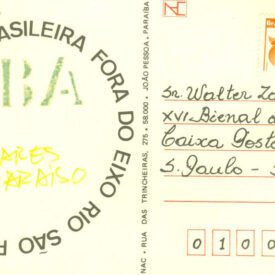 BRASILEIRA FORA DO EIXO RIO SÃO P
BA
ARES
ARAISO
NAC - RUA DAS TRINCHEIRAS, 275 - 58.000 - JOÃO PESSOA - PARAÍBA
Sr. Walter Za
XVI Bienal d
Caixa Posta
S. Paulo - S
0 1 0 0